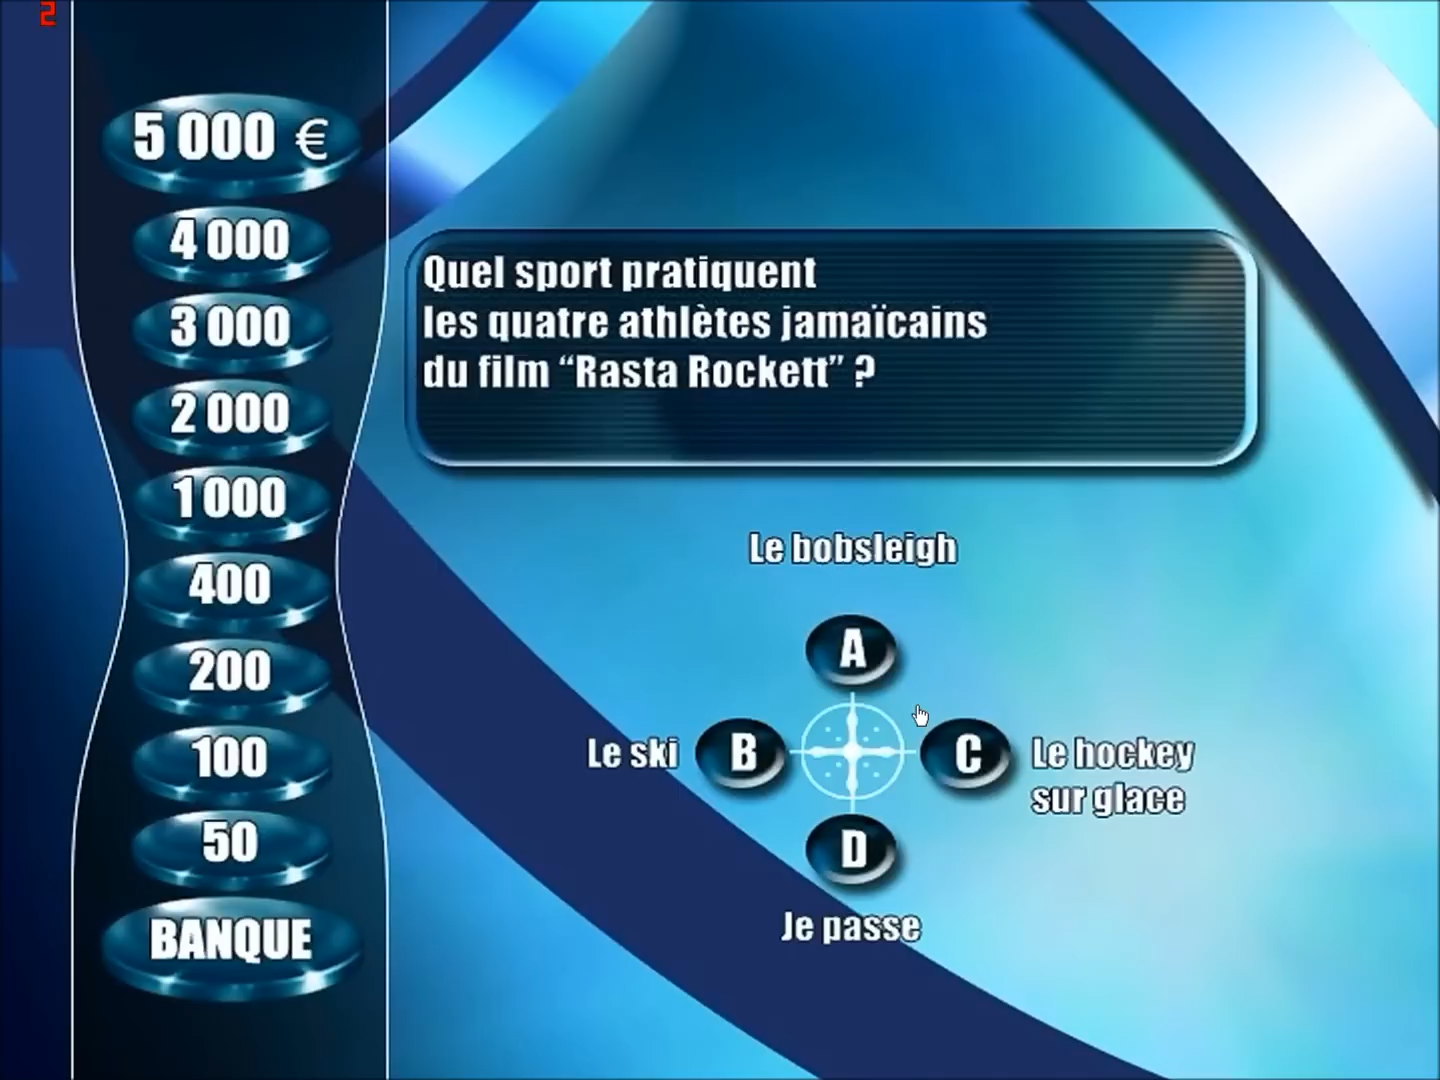 2
5 000 €
4 000
3 000
2 000
1 000
400
200
100
50
BANQUE
Quel sport pratiquent
les quatre athlètes jamaïcains
du film “Rasta Rockett” ?
Le bobsleigh
A
Le ski
B
C
Le hockey
sur glace
D
Je passe